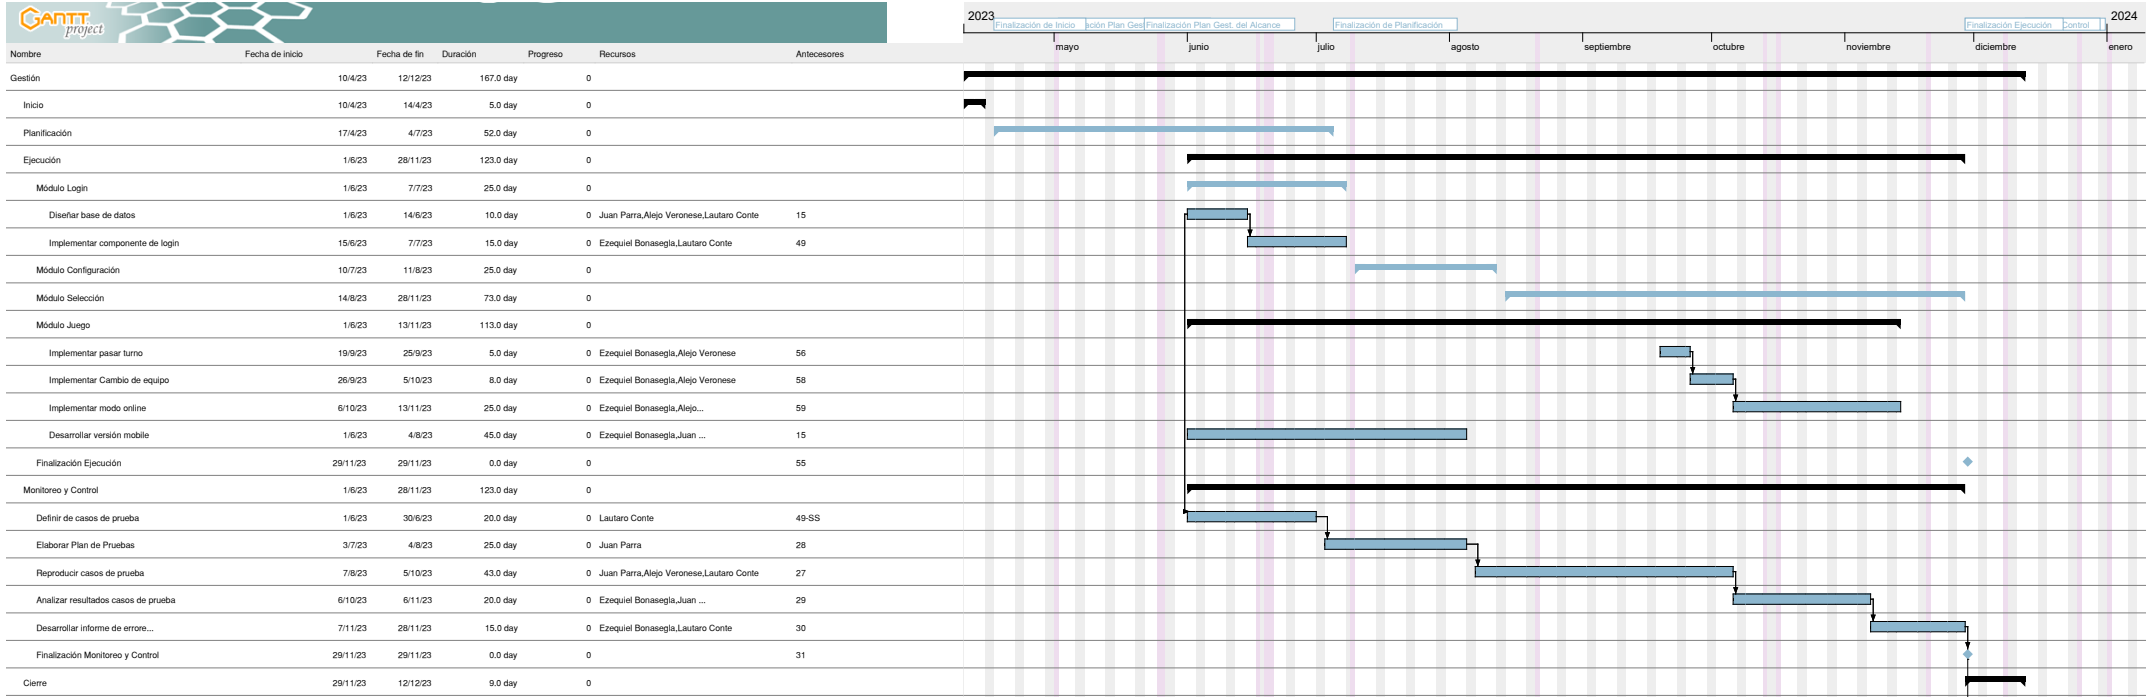 GANTT
project
2023
2024
Finalización de Inicio
ación Plan Ges
Finalización Plan Gest. del Alcance
Finalización de Planificación
Finalización Ejecución
Control
mayo junio julio agosto septiembre octubre noviembre diciembre enero
Nombre Fecha de inicio Fecha de fin Duración Progreso Recursos Antecesores
Gestión 10/4/23 12/12/23 167.0 day 0
Inicio 10/4/23 14/4/23 5.0 day 0
Planificación 17/4/23 4/7/23 52.0 day 0
Ejecución 1/6/23 28/11/23 123.0 day 0
Módulo Login 1/6/23 7/7/23 25.0 day 0
Diseñar base de datos 1/6/23 14/6/23 10.0 day 0 Juan Parra,Alejo Veronese,Lautaro Conte 15
Implementar componente de login 15/6/23 7/7/23 15.0 day 0 Ezequiel Bonasegla,Lautaro Conte 49
Módulo Configuración 10/7/23 11/8/23 25.0 day 0
Módulo Selección 14/8/23 28/11/23 73.0 day 0
Módulo Juego 1/6/23 13/11/23 113.0 day 0
Implementar pasar turno 19/9/23 25/9/23 5.0 day 0 Ezequiel Bonasegla,Alejo Veronese 56
Implementar Cambio de equipo 26/9/23 5/10/23 8.0 day 0 Ezequiel Bonasegla,Alejo Veronese 58
Implementar modo online 6/10/23 13/11/23 25.0 day 0 Ezequiel Bonasegla,Alejo... 59
Desarrollar versión mobile 1/6/23 4/8/23 45.0 day 0 Ezequiel Bonasegla,Juan ... 15
Finalización Ejecución 29/11/23 29/11/23 0.0 day 0 55
Monitoreo y Control 1/6/23 28/11/23 123.0 day 0
Definir de casos de prueba 1/6/23 30/6/23 20.0 day 0 Lautaro Conte 49-SS
Elaborar Plan de Pruebas 3/7/23 4/8/23 25.0 day 0 Juan Parra 28
Reproducir casos de prueba 7/8/23 5/10/23 43.0 day 0 Juan Parra,Alejo Veronese,Lautaro Conte 27
Analizar resultados casos de prueba 6/10/23 6/11/23 20.0 day 0 Ezequiel Bonasegla,Juan ... 29
Desarrollar informe de errore... 7/11/23 28/11/23 15.0 day 0 Ezequiel Bonasegla,Lautaro Conte 30
Finalización Monitoreo y Control 29/11/23 29/11/23 0.0 day 0 31
Cierre 29/11/23 12/12/23 9.0 day 0